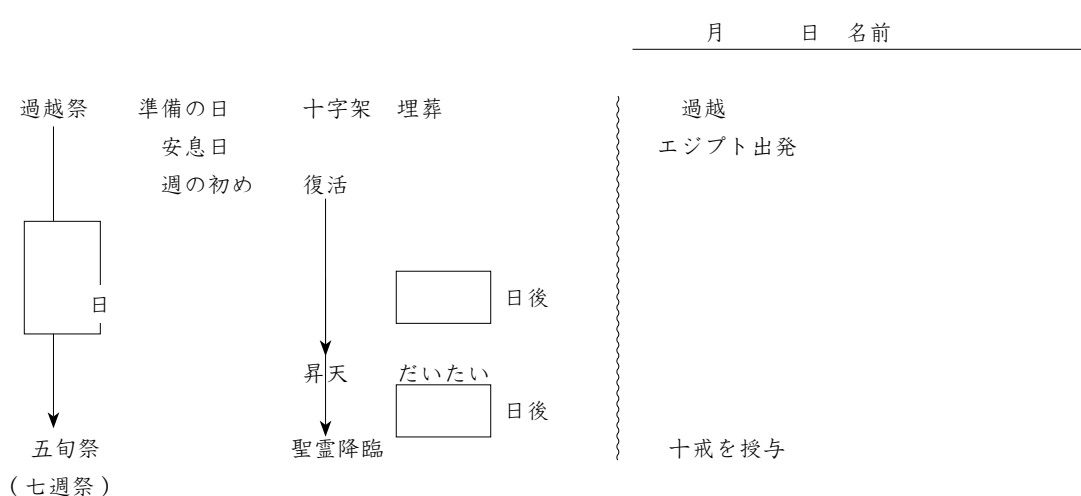 月 日 名前
過越祭 準備の日 十字架 埋葬 過越
安息日 エジプト出発
週の初め 復活
日 日後
昇天 だいたい
日後
五旬祭 聖霊降臨 十戒を授与
(七週祭)